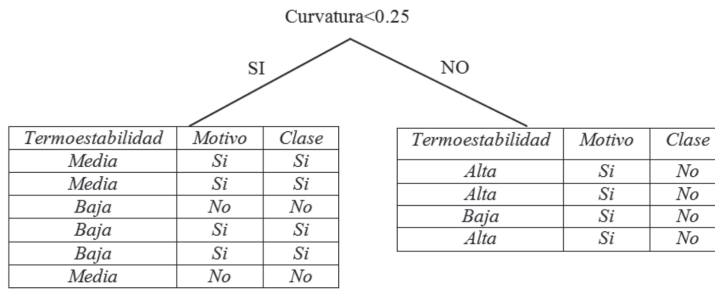 Curvatura<0.25
SI
NO
Termoestabilidad Motivo Clase
Media Si Si
Media Si Si
Baja No No
Baja Si Si
Baja Si Si
Media No No
Termoestabilidad Motivo Clase
Alta Si No
Alta Si No
Baja Si No
Alta Si No